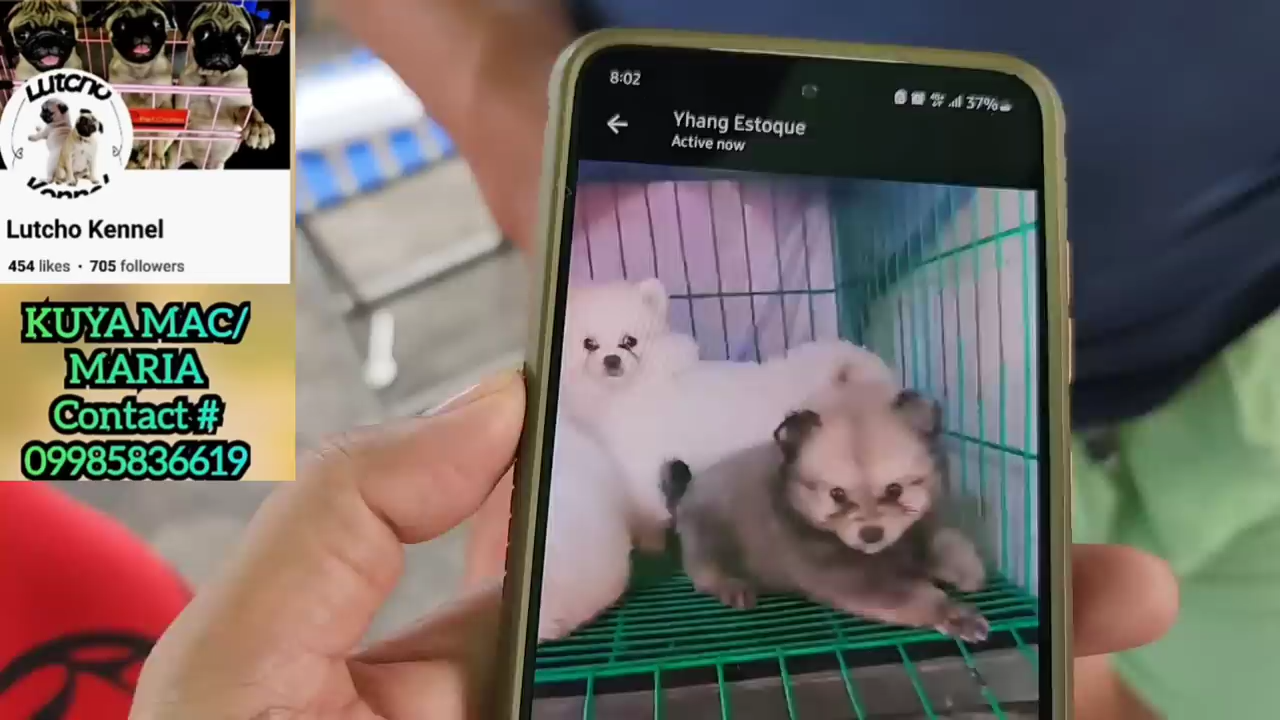 LUTCHO
Kennel
Lutcho Kennel
454 likes · 705 followers
KUYA MAC/
MARIA
Contact #
09985836619
8:02
37%
Yhang Estoque
Active now